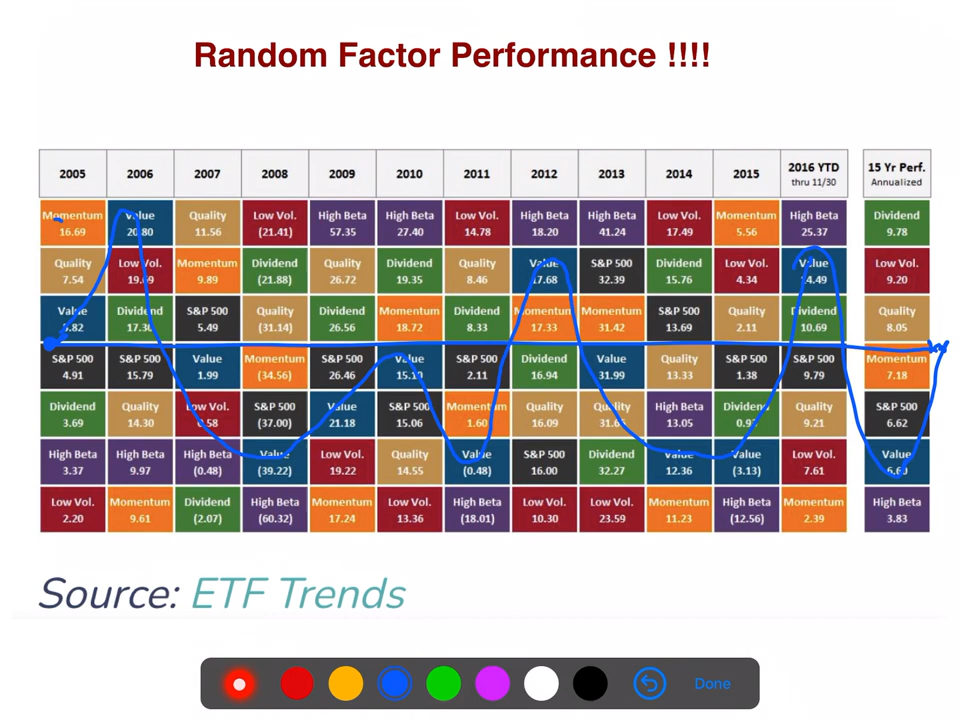 Random Factor Performance !!!!
2005 2006 2007 2008 2009 2010 2011 2012 2013 2014 2015 2016 YTD 15 Yr Perf.
thru 11/30 Annualized
Momentum Value Quality Low Vol. High Beta High Beta Low Vol. High Beta High Beta Low Vol. Momentum High Beta Dividend
16.69 20.80 11.56 (21.41) 57.35 27.40 14.78 18.20 41.24 17.49 5.56 25.37 9.78
Quality Low Vol. Momentum Dividend Quality Dividend Quality Value S&P 500 Dividend Low Vol. Value Low Vol.
7.54 9.89 (21.88) 26.72 19.35 8.46 17.68 32.39 15.76 4.34 14.49 9.20
Value Dividend S&P 500 Quality Dividend Momentum Dividend Momentum Momentum S&P 500 Quality Dividend Quality
5.49 (31.14) 26.56 18.72 8.33 17.33 31.42 13.69 2.11 10.69 8.05
S&P 500 S&P 500 Value Momentum S&P 500 Value S&P 500 Dividend Value Quality S&P 500 S&P 500 Momentum
4.91 15.79 1.99 (34.56) 26.46 2.11 16.94 31.99 13.33 1.38 9.79 7.18
Dividend Quality Low Vol. S&P 500 Value S&P 500 Momentum Quality Quality High Beta Dividend Quality S&P 500
3.69 14.30 (37.00) 21.18 15.06 1.60 16.09 13.05 9.21 6.62
High Beta High Beta High Beta Value Low Vol. Quality Value S&P 500 Dividend Value Value Low Vol. Value
3.37 9.97 (0.48) (39.22) 19.22 14.55 (0.48) 16.00 32.27 12.36 (3.13) 7.61
Low Vol. Momentum Dividend High Beta Momentum Low Vol. High Beta Low Vol. Low Vol. Momentum High Beta Momentum High Beta
2.20 9.61 (2.07) (60.32) 17.24 13.36 (18.01) 10.30 23.59 11.23 (12.56) 2.39 3.83
Source: ETF Trends
Done